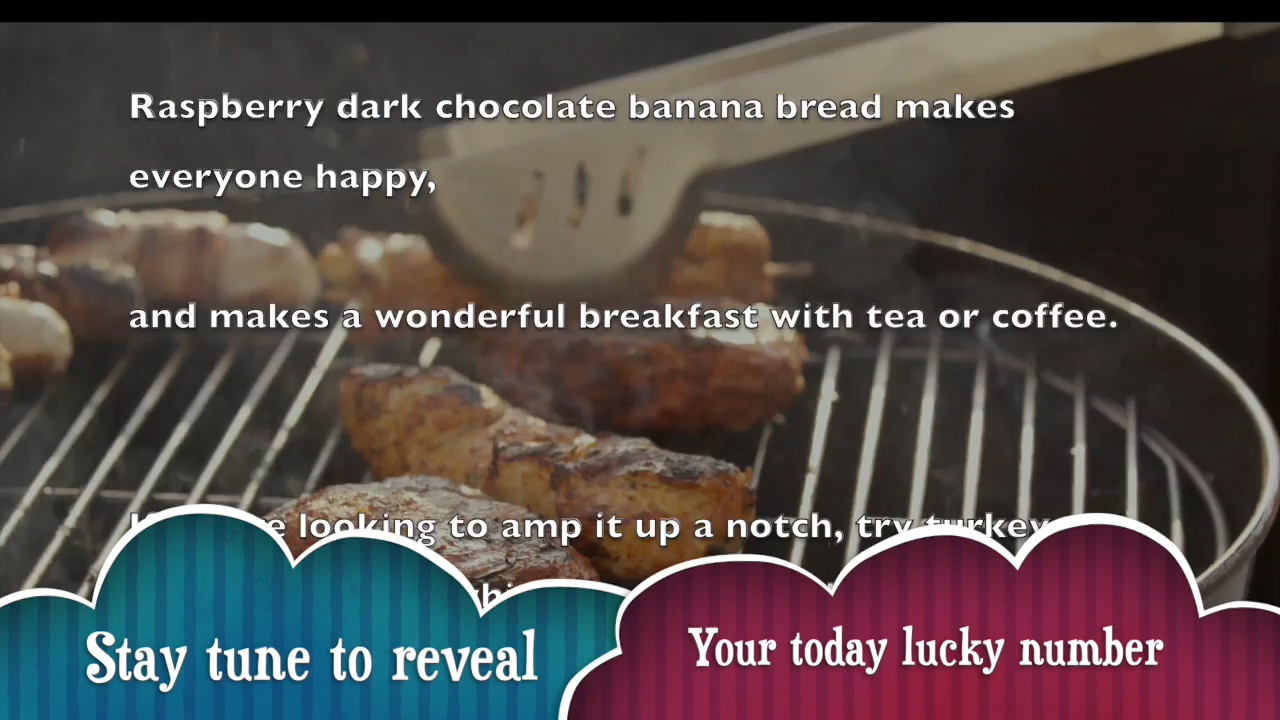 Raspberry dark chocolate banana bread makes
everyone happy,
and makes a wonderful breakfast with tea or coffee.
looking to amp it up a notch, try turkey
Stay tune to reveal
Your today lucky number